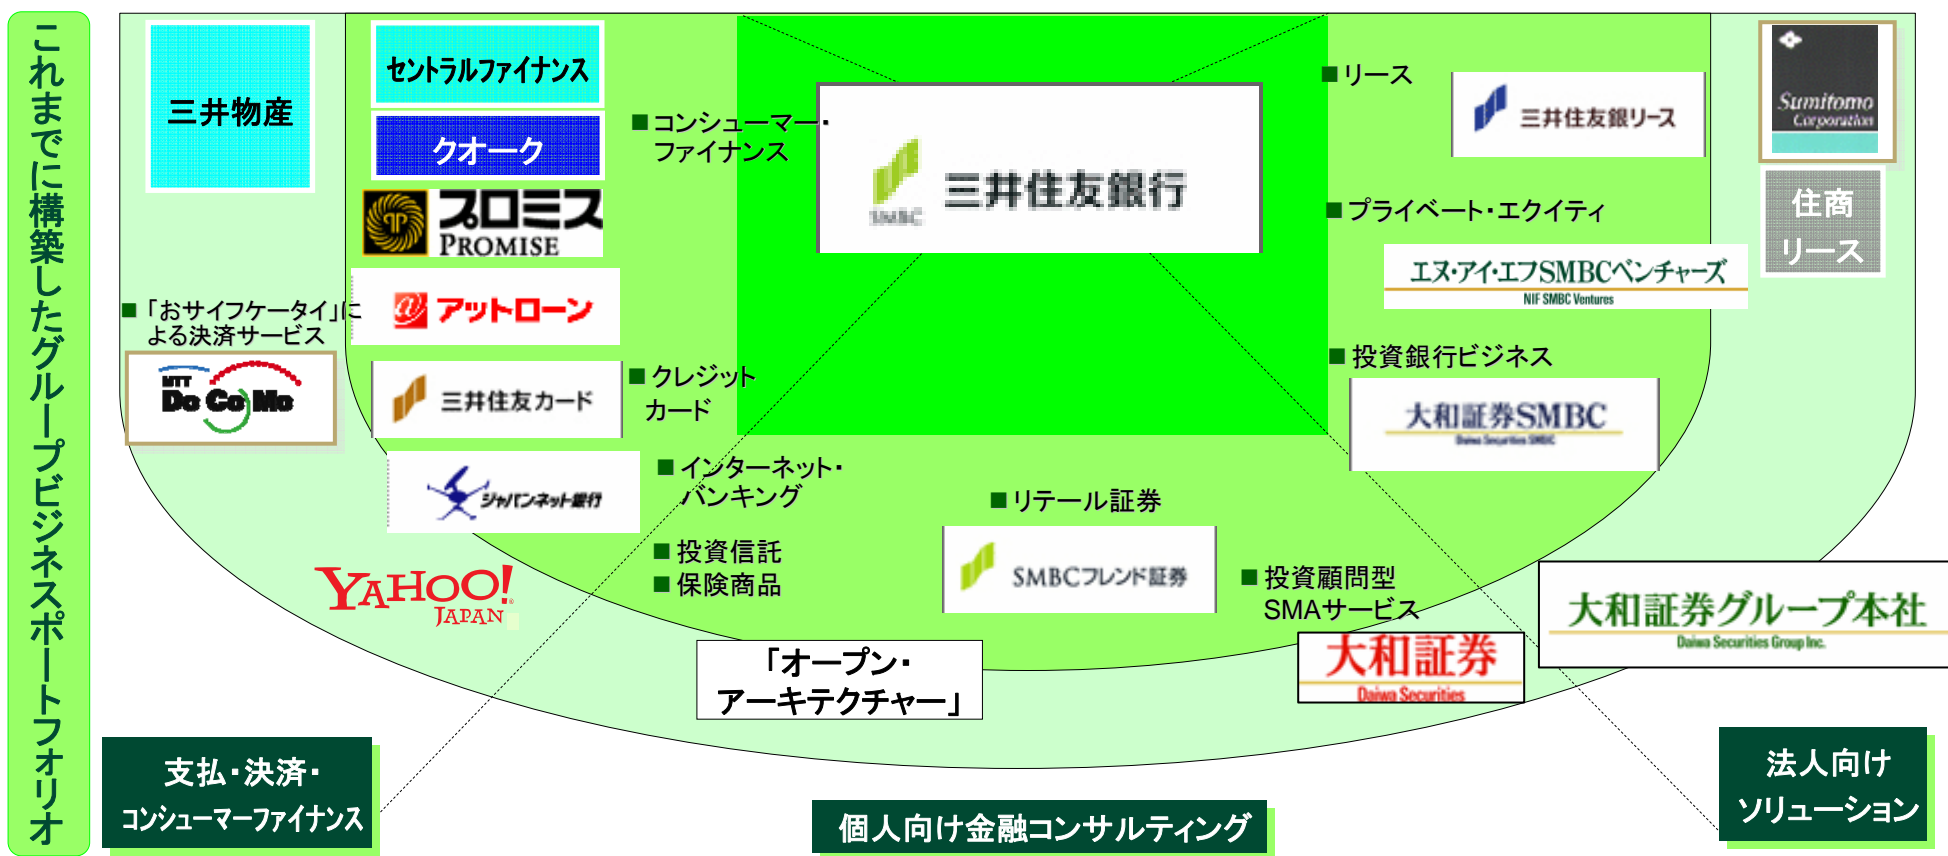 これまでに構築したグループビジネスポートフォリオ
三井物産
セントラルファイナンス
クオーク
プロミス
PROMISE
@ アットローン
■「おサイフケータイ」に
よる決済サービス
NTT
DoCoMo
三井住友カード
ジャパンネット銀行
YAHOO!
JAPAN
■コンシューマー・
ファイナンス
■クレジット
カード
■インターネット・
バンキング
■投資信託
■保険商品
三井住友銀行
SMBC
■リテール証券
SMBCフレンド証券
「オープン・
アーキテクチャー」
■リース
三井住友銀リース
■プライベート・エクイティ
エヌ・アイ・エフSMBCベンチャーズ
NIF SMBC Ventures
■投資銀行ビジネス
大和証券SMBC
Daiwa Securities SMBC
■投資顧問型
SMAサービス
大和証券
Daiwa Securities
大和証券グループ本社
Daiwa Securities Group Inc.
Sumitomo
Corporation
住商
リース
支払・決済・
コンシューマーファイナンス
個人向け金融コンサルティング
法人向け
ソリューション